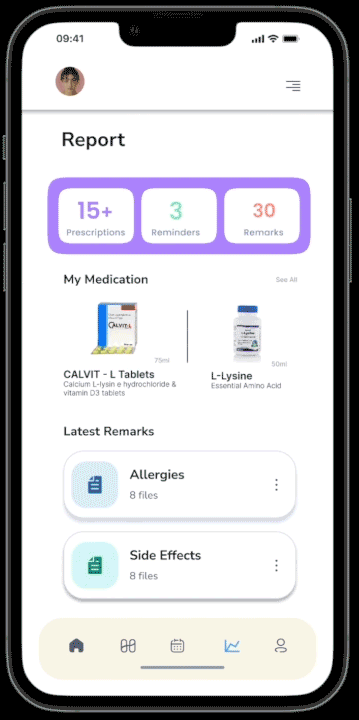 09:41
Report
15+
Prescriptions
3
Reminders
30
Remarks
My Medication
See All
CALVIT-L
75ml
CALVIT - L Tablets
Calcium L-lysin e hydrochloride &
vitamin D3 tablets
50ml
L-Lysine
Essential Amino Acid
Latest Remarks
Allergies
8 files
Side Effects
8 files